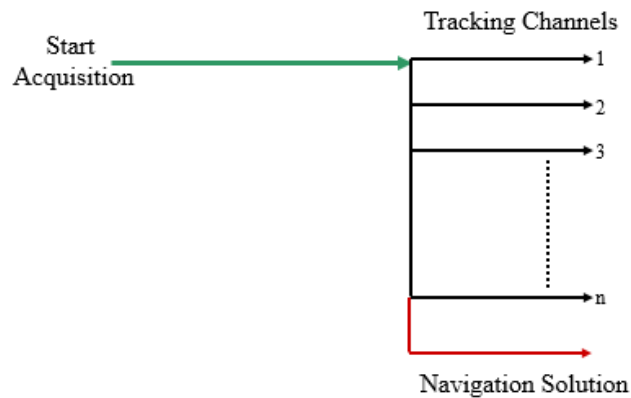 Tracking Channels
Start
Acquisition
1
2
3
n
Navigation Solution